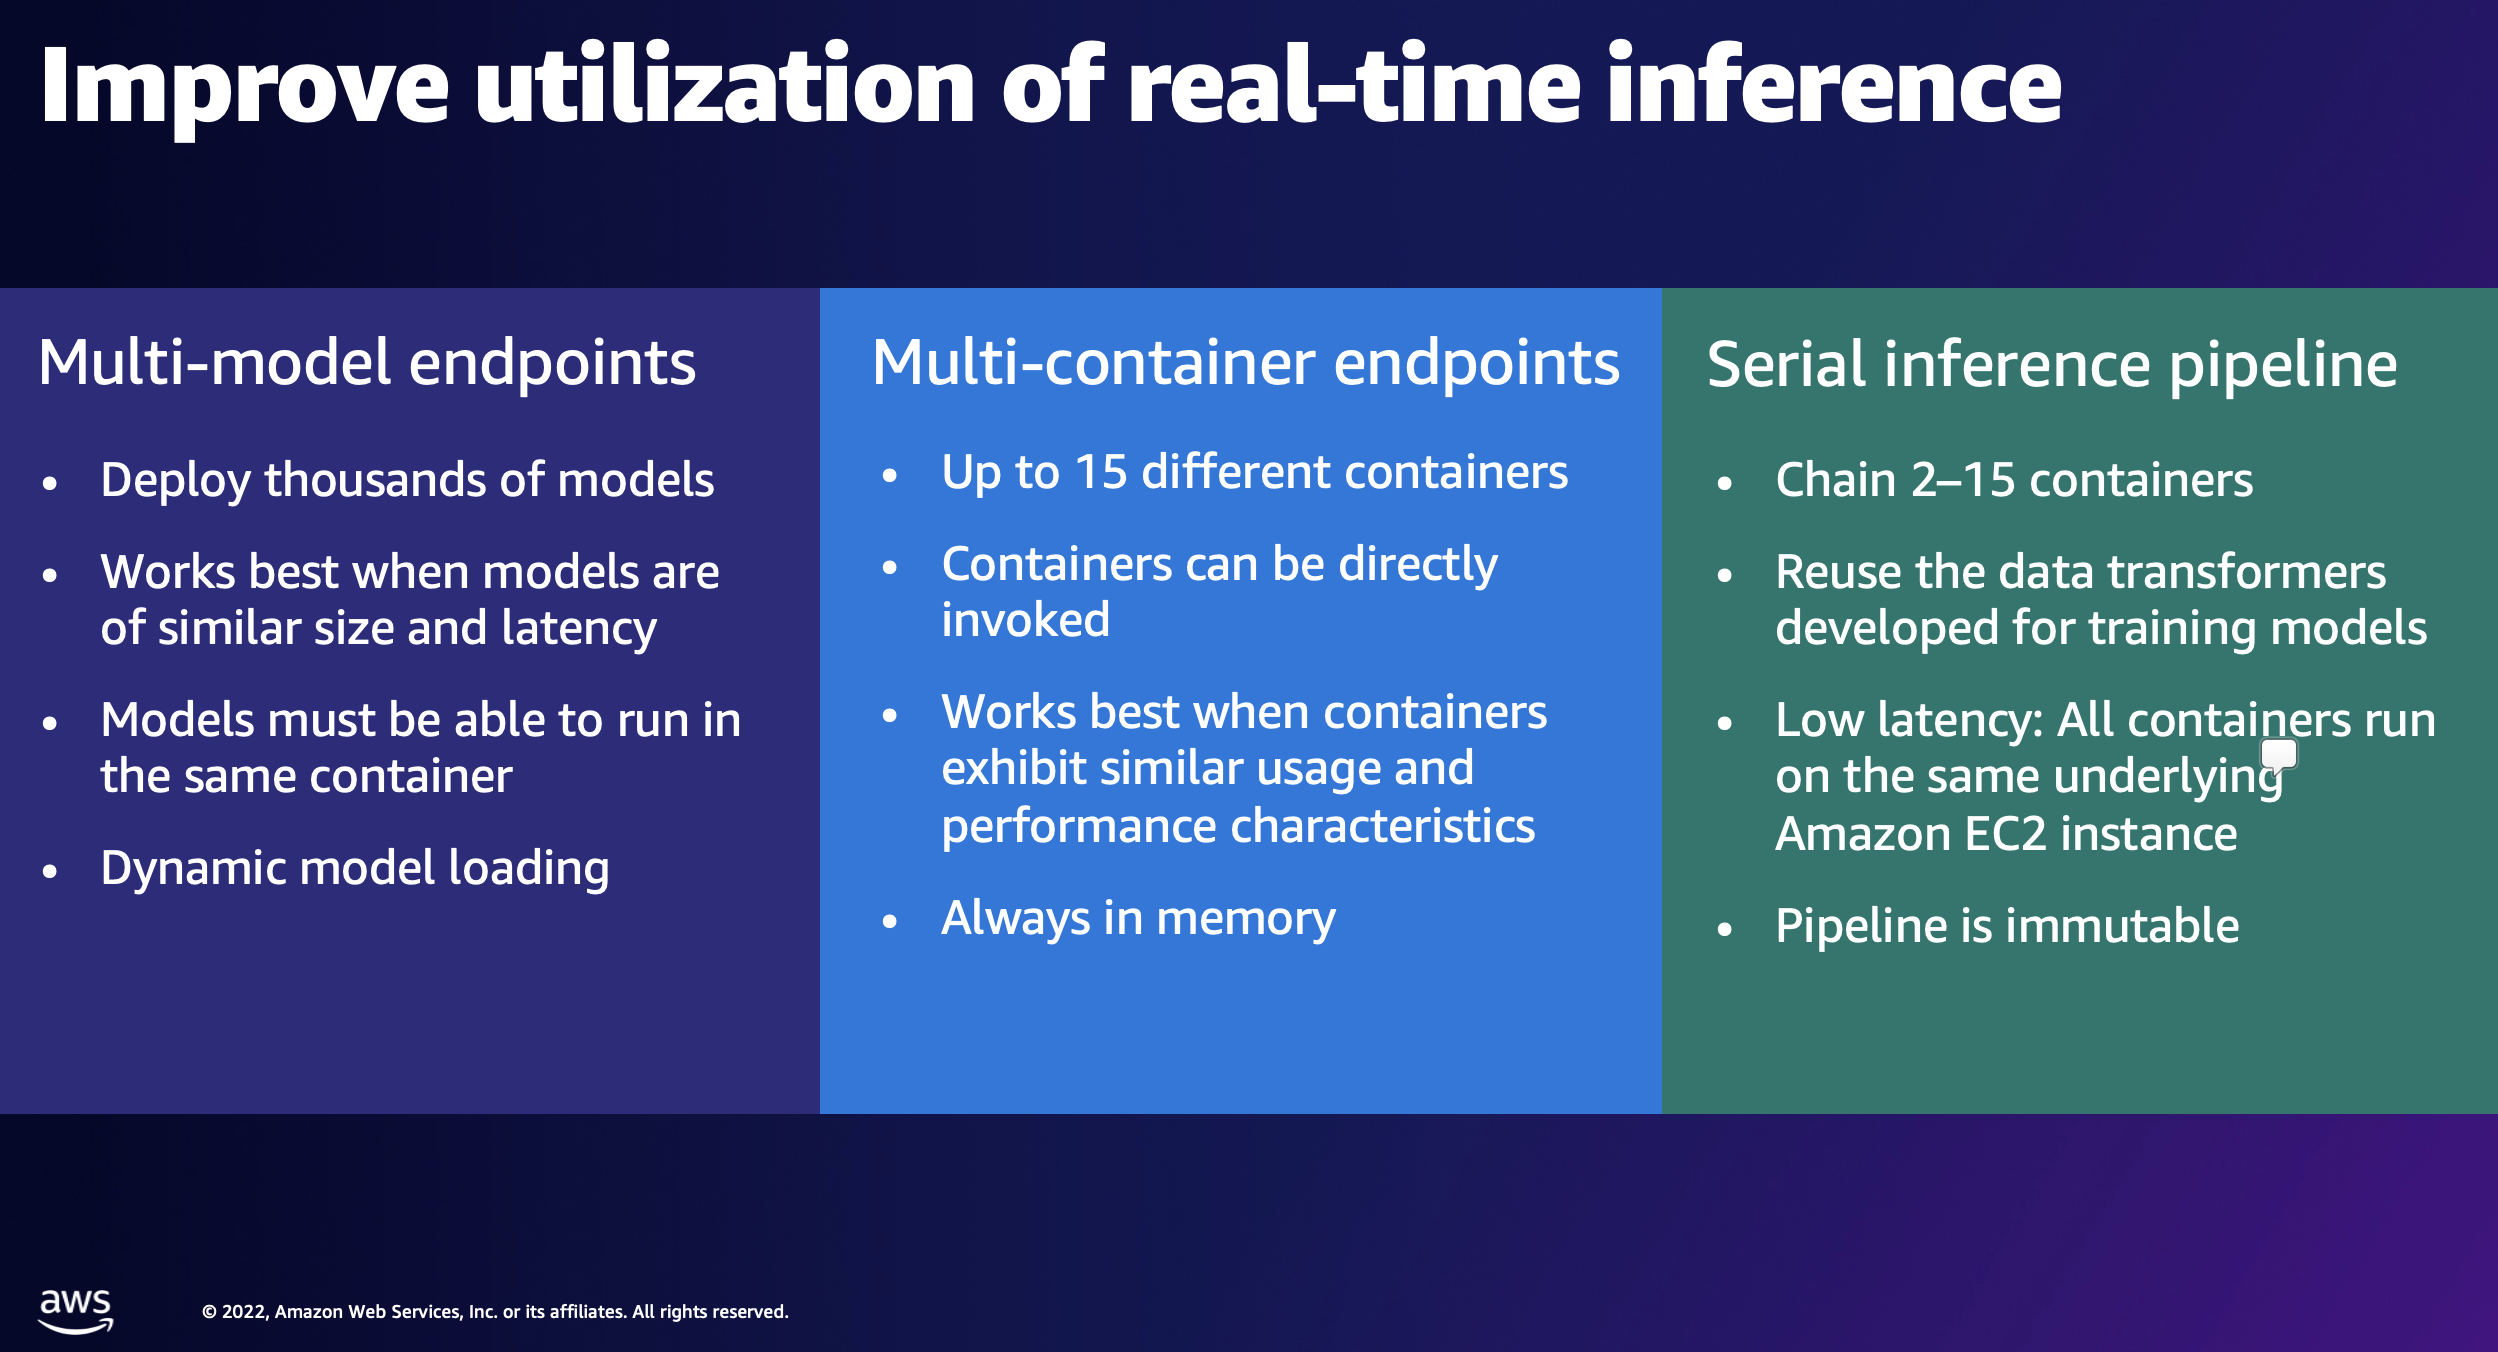 Improve utilization of real-time inference
Multi-model endpoints
• Deploy thousands of models
• Works best when models are
of similar size and latency
• Models must be able to run in
the same container
• Dynamic model loading
Multi-container endpoints
• Up to 15 different containers
• Containers can be directly
invoked
• Works best when containers
exhibit similar usage and
performance characteristics
• Always in memory
Serial inference pipeline
• Chain 2–15 containers
• Reuse the data transformers
developed for training models
• Low latency: All containers run
on the same underlying
Amazon EC2 instance
• Pipeline is immutable
aws
© 2022, Amazon Web Services, Inc. or its affiliates. All rights reserved.